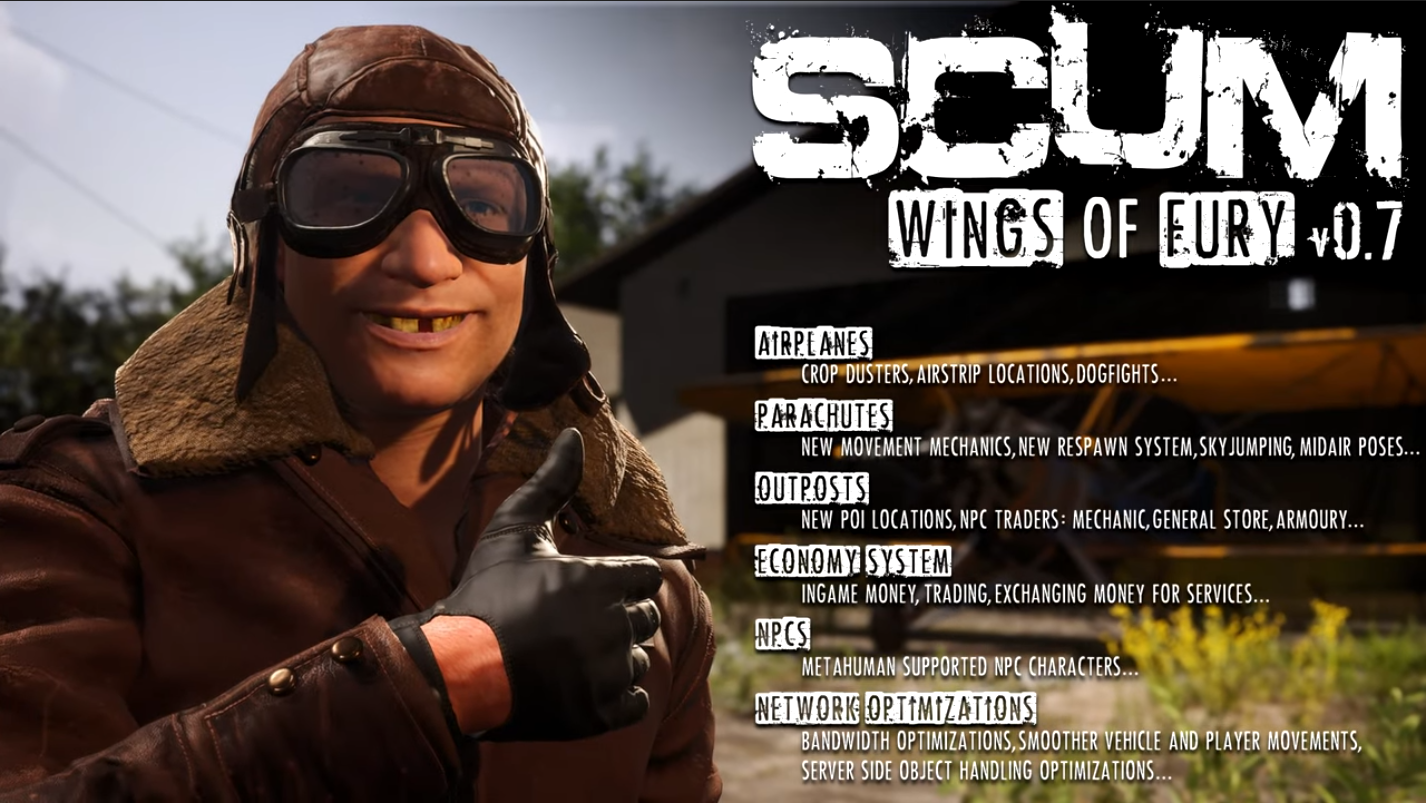 SCUM
WINGS OF FURY v0.7
AIRPLANES
CROP DUSTERS, AIRSTRIP LOCATIONS, DOGFIGHTS...
PARACHUTES
NEW MOVEMENT MECHANICS, NEW RESPAWN SYSTEM, SKYJUMPING, MIDAIR POSES...
OUTPOSTS
NEW POI LOCATIONS, NPC TRADERS: MECHANIC, GENERAL STORE, ARMOURY...
ECONOMY SYSTEM
INGAME MONEY, TRADING, EXCHANGING MONEY FOR SERVICES...
NPCS
METAHUMAN SUPPORTED NPC CHARACTERS...
NETWORK OPTIMIZATIONS
BANDWIDTH OPTIMIZATIONS, SMOOTHER VEHICLE AND PLAYER MOVEMENTS,
SERVER SIDE OBJECT HANDLING OPTIMIZATIONS...